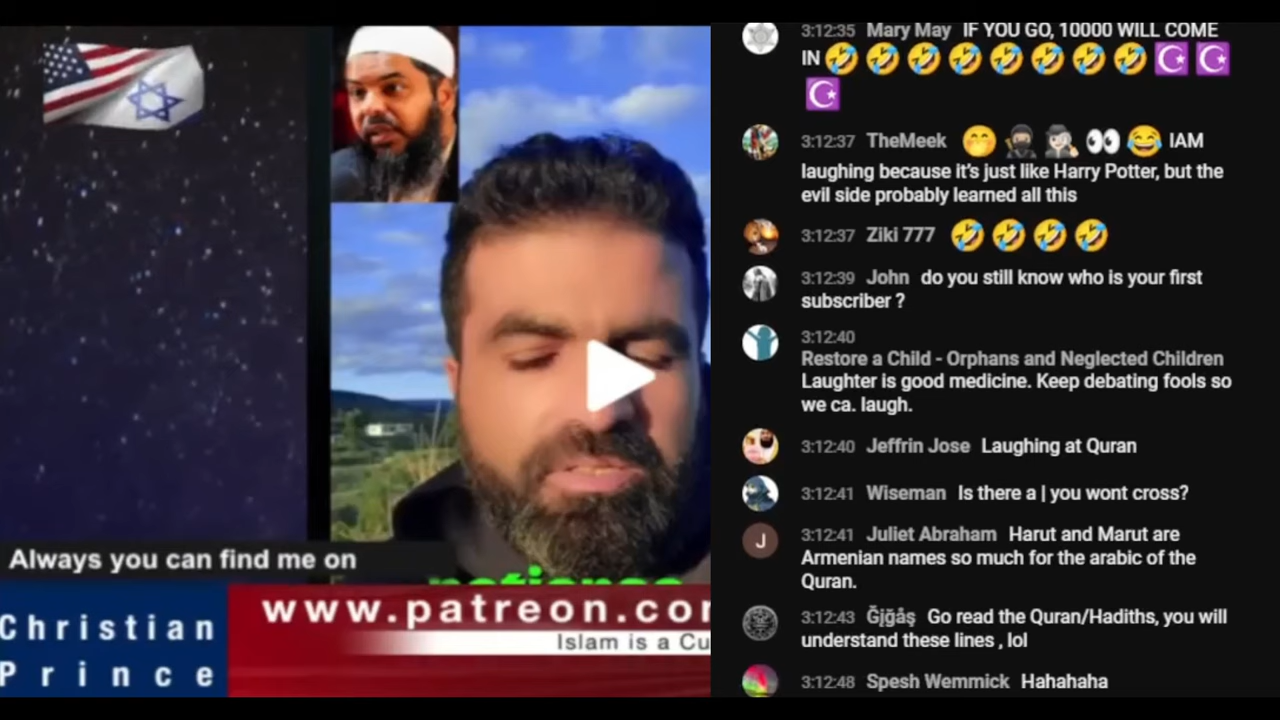 Always you can find me on
patience
Christian
Prince
www.patreon.cor
Islam is a Cu
3:12:35 Mary May IF YOU GO, 10000 WILL COME
IN 🤣🤣🤣🤣🤣🤣🤣🤣☪️☪️
☪️
3:12:37 TheMeek 🤭🥷🕵️‍♀️👀😂 IAM
laughing because it's just like Harry Potter, but the
evil side probably learned all this
3:12:37 Ziki 777 🤣🤣🤣🤣
3:12:39 John do you still know who is your first
subscriber ?
3:12:40
Restore a Child - Orphans and Neglected Children
Laughter is good medicine. Keep debating fools so
we ca. laugh.
3:12:40 Jeffrin Jose Laughing at Quran
3:12:41 Wiseman Is there a | you wont cross?
J
3:12:41 Juliet Abraham Harut and Marut are
Armenian names so much for the arabic of the
Quran.
3:12:43 Ğįğåş Go read the Quran/Hadiths, you will
understand these lines , lol
3:12:48 Spesh Wemmick Hahahaha